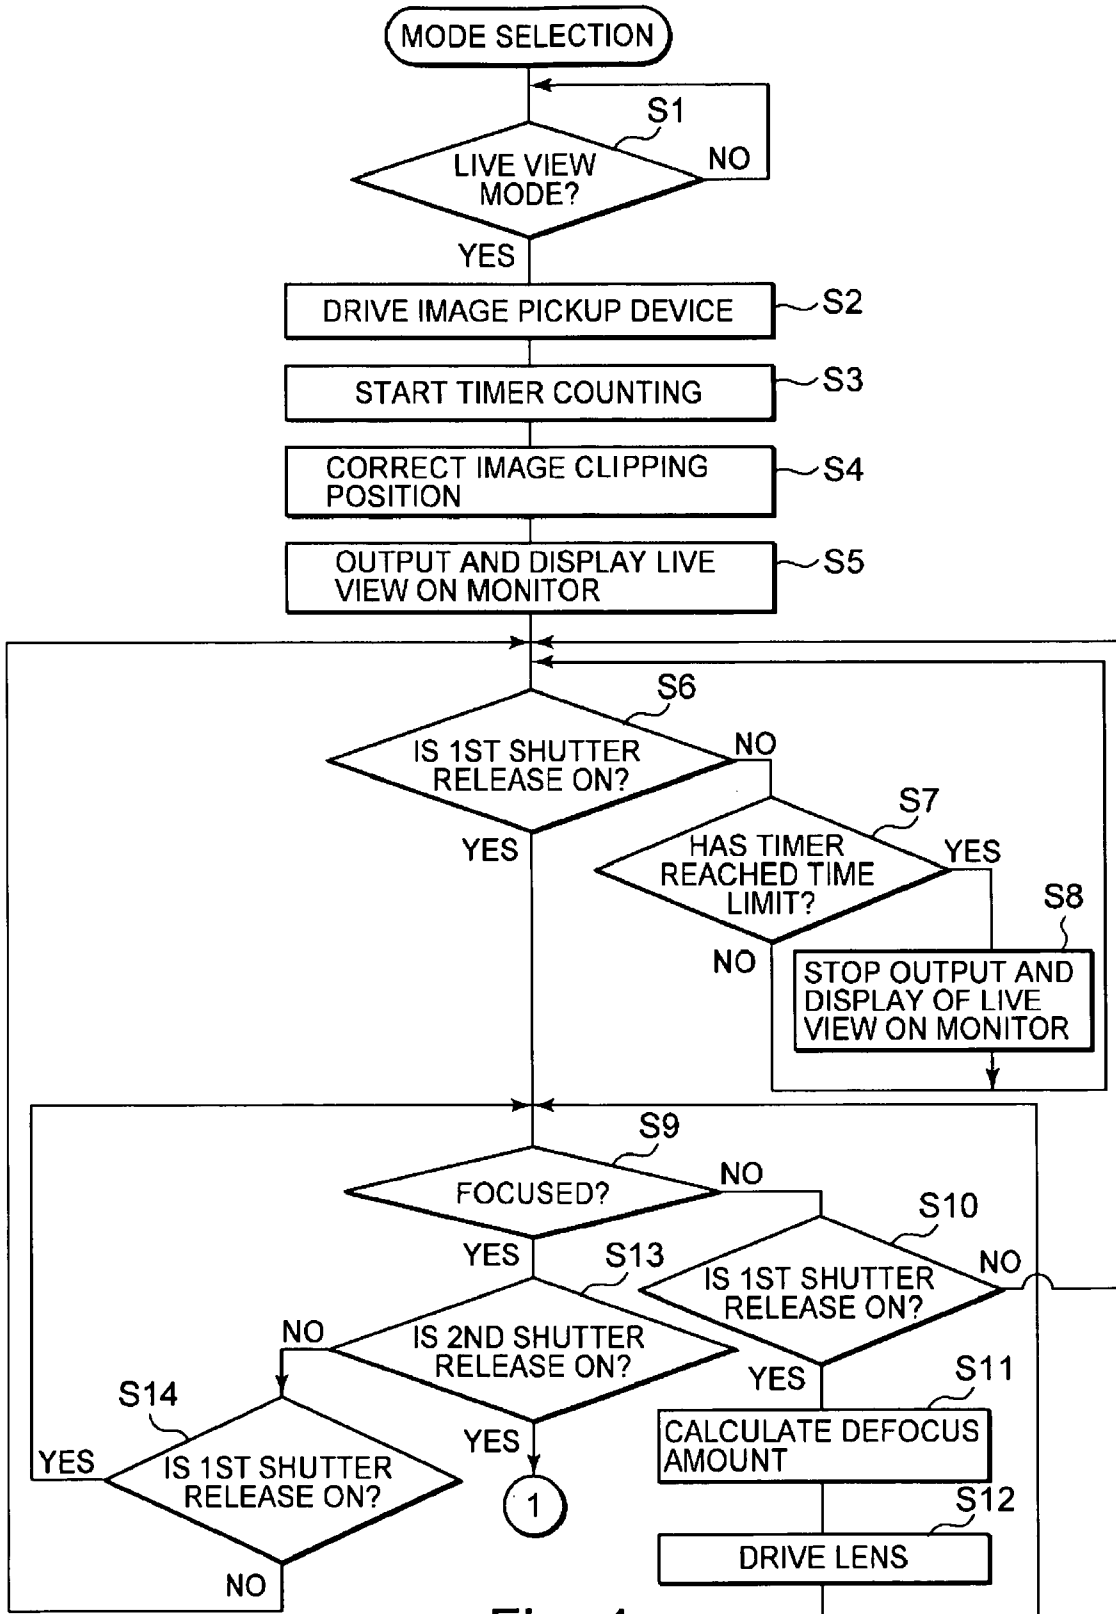 MODE SELECTION
S1
LIVE VIEW
MODE?
NO
YES
DRIVE IMAGE PICKUP DEVICE
S2
START TIMER COUNTING
S3
CORRECT IMAGE CLIPPING
POSITION
S4
OUTPUT AND DISPLAY LIVE
VIEW ON MONITOR
S5
S6
IS 1ST SHUTTER
RELEASE ON?
NO
YES
S7
HAS TIMER
REACHED TIME
LIMIT?
YES
NO
S8
STOP OUTPUT AND
DISPLAY OF LIVE
VIEW ON MONITOR
S9
FOCUSED?
NO
YES
S10
IS 1ST SHUTTER
RELEASE ON?
NO
YES
S13
IS 2ND SHUTTER
RELEASE ON?
NO
YES
1
S14
IS 1ST SHUTTER
RELEASE ON?
YES
NO
S11
CALCULATE DEFOCUS
AMOUNT
S12
DRIVE LENS